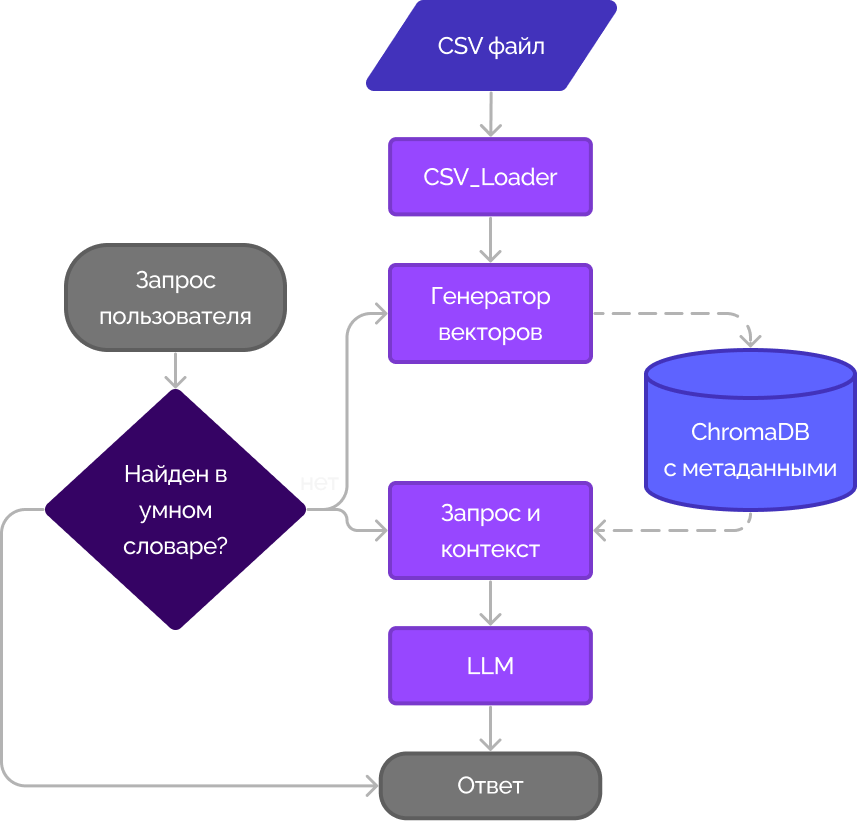 CSV файл
CSV_Loader
Запрос
пользователя
Генератор
векторов
ChromaDB
с метаданными
Найден в
умном
словаре?
нет
Запрос и
контекст
LLM
Ответ